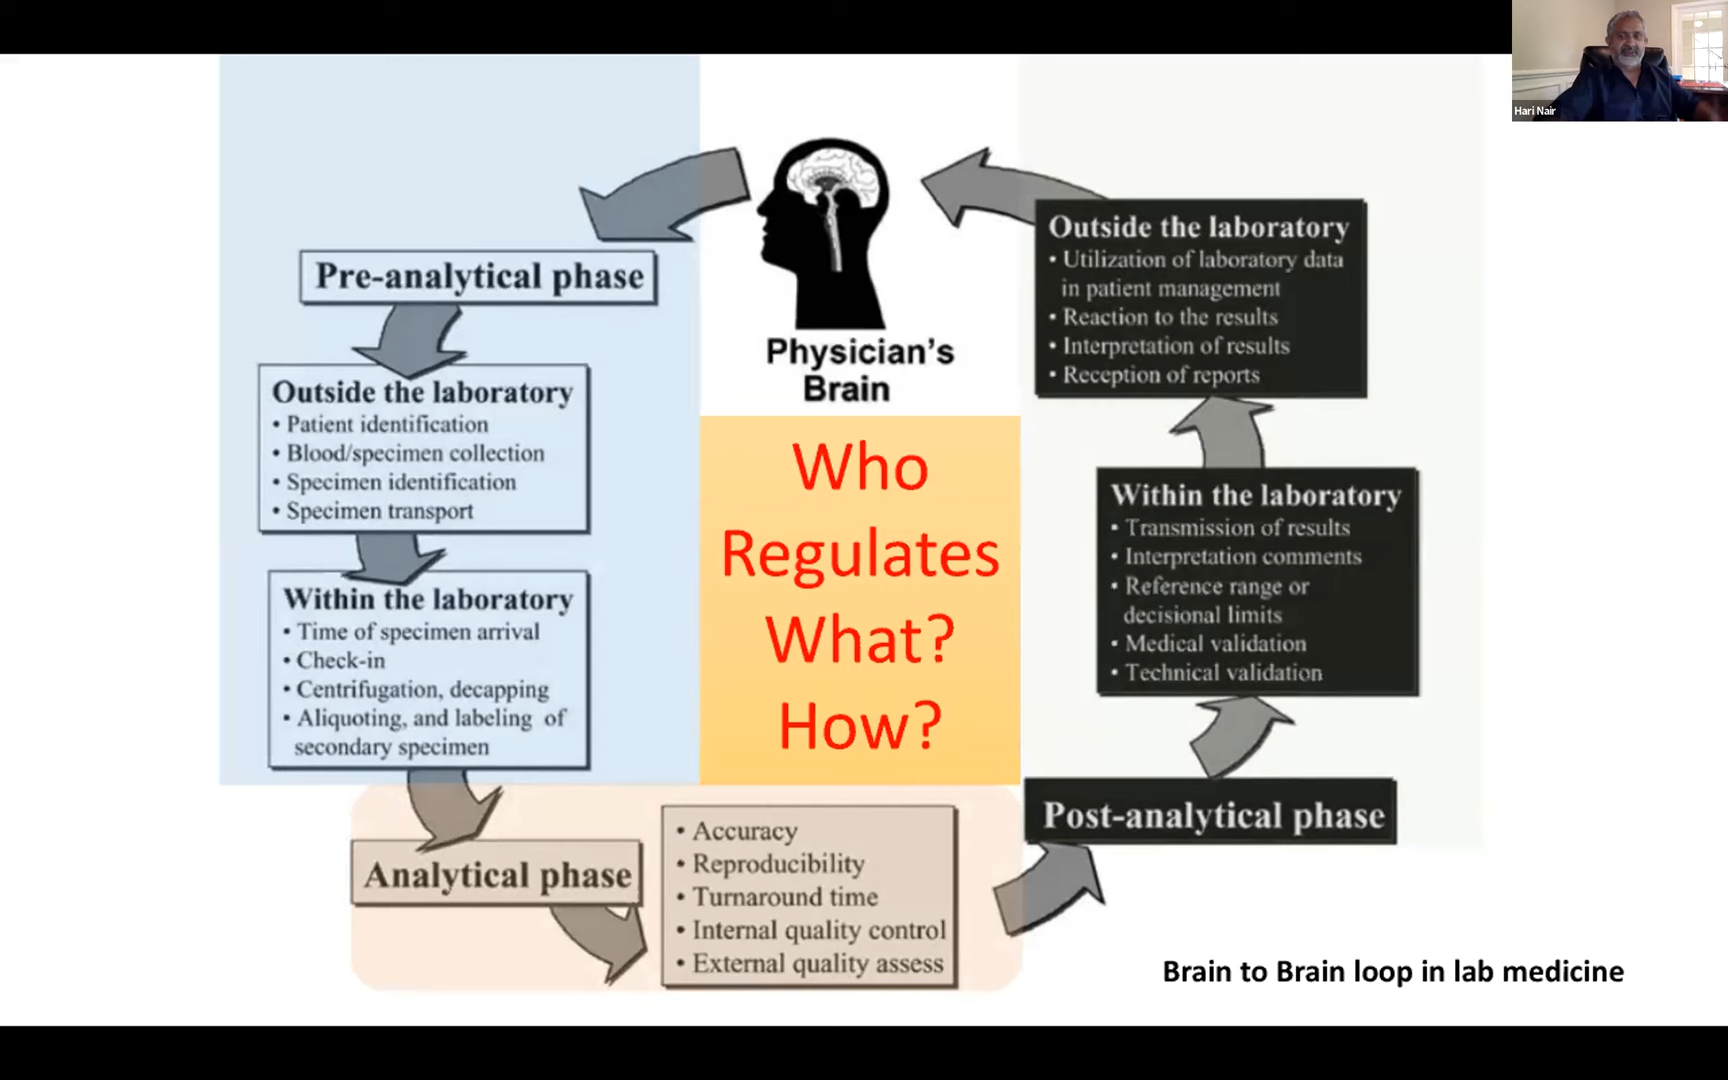 Hari Nair
Physician's
Brain
Pre-analytical phase
Outside the laboratory
• Patient identification
• Blood/specimen collection
• Specimen identification
• Specimen transport
Within the laboratory
• Time of specimen arrival
• Check-in
• Centrifugation, decapping
• Aliquoting, and labeling of
secondary specimen
Analytical phase
• Accuracy
• Reproducibility
• Turnaround time
• Internal quality control
• External quality assess
Who
Regulates
What?
How?
Outside the laboratory
• Utilization of laboratory data
in patient management
• Reaction to the results
• Interpretation of results
• Reception of reports
Within the laboratory
• Transmission of results
• Interpretation comments
• Reference range or
decisional limits
• Medical validation
• Technical validation
Post-analytical phase
Brain to Brain loop in lab medicine